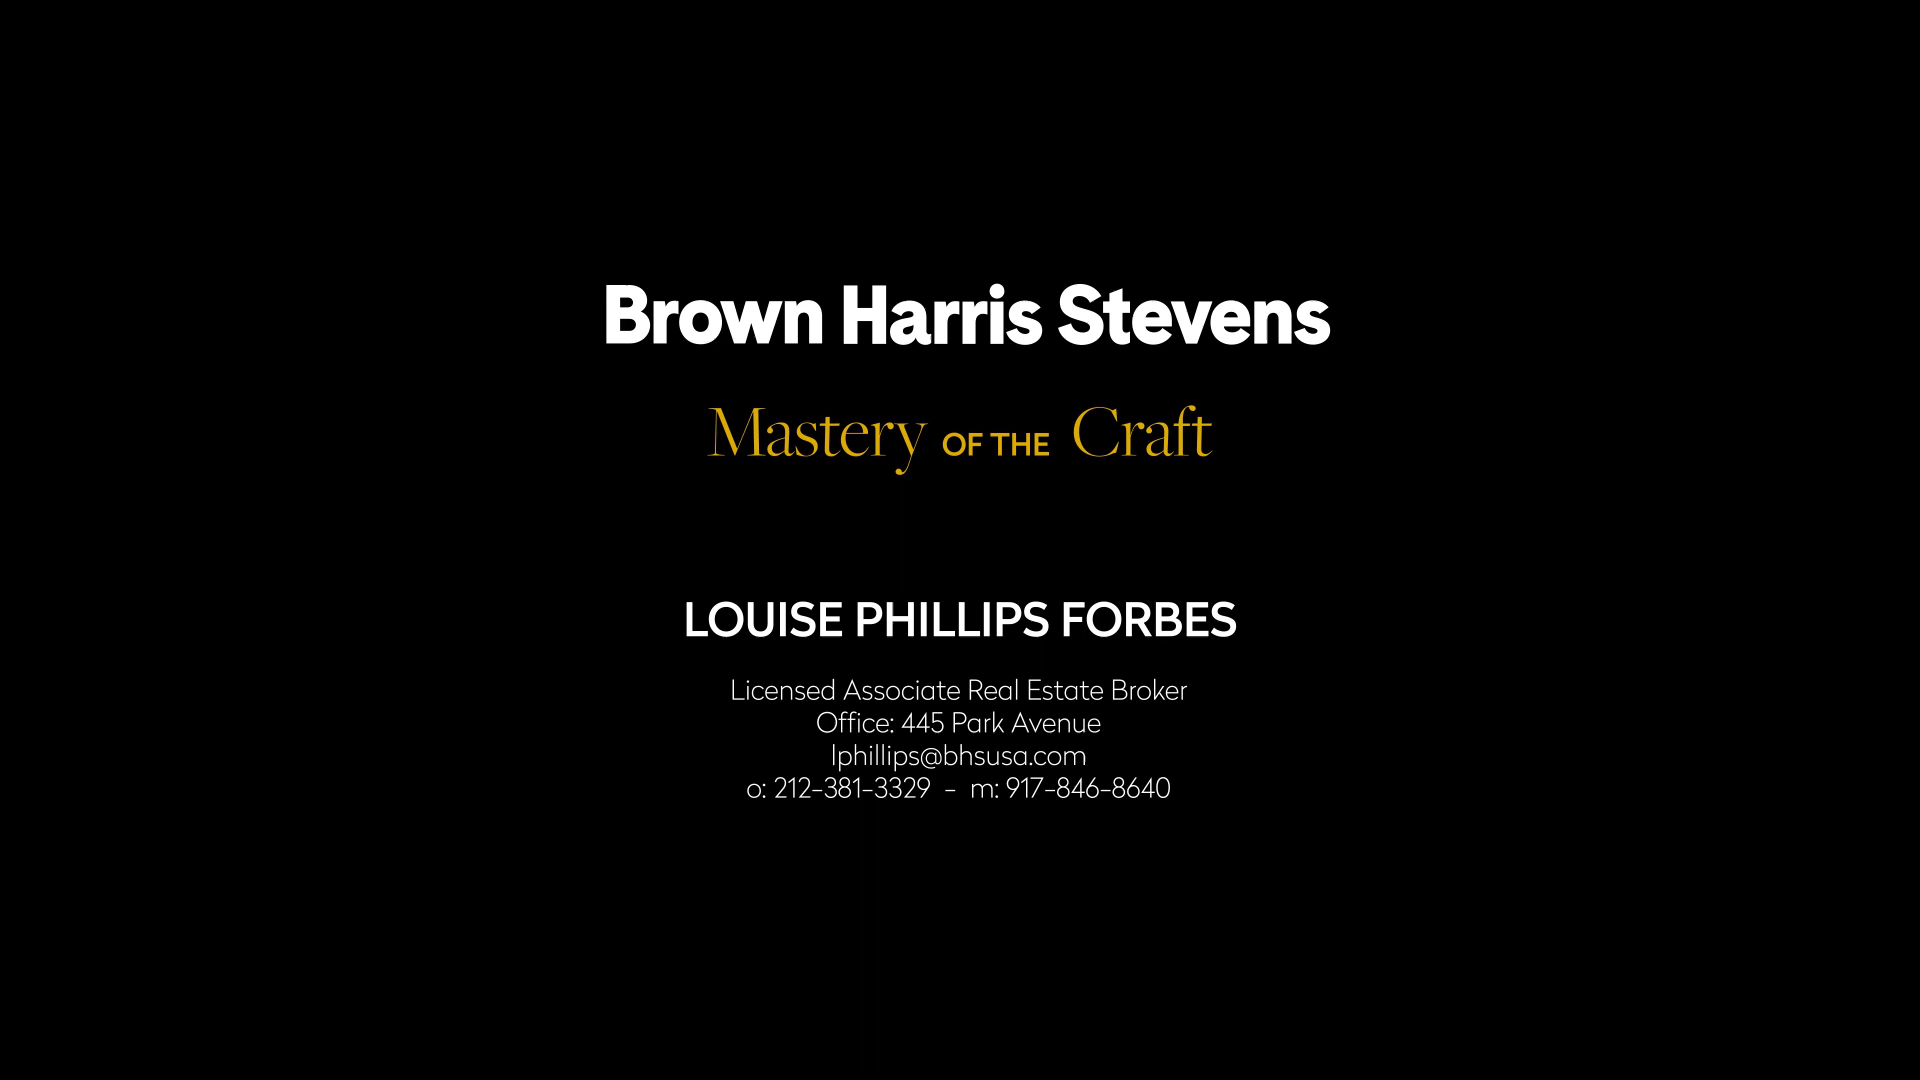 Brown Harris Stevens
Mastery OF THE Craft
LOUISE PHILLIPS FORBES
Licensed Associate Real Estate Broker
Office: 445 Park Avenue
lphillips@bhsusa.com
o: 212-381-3329 - m: 917-846-8640